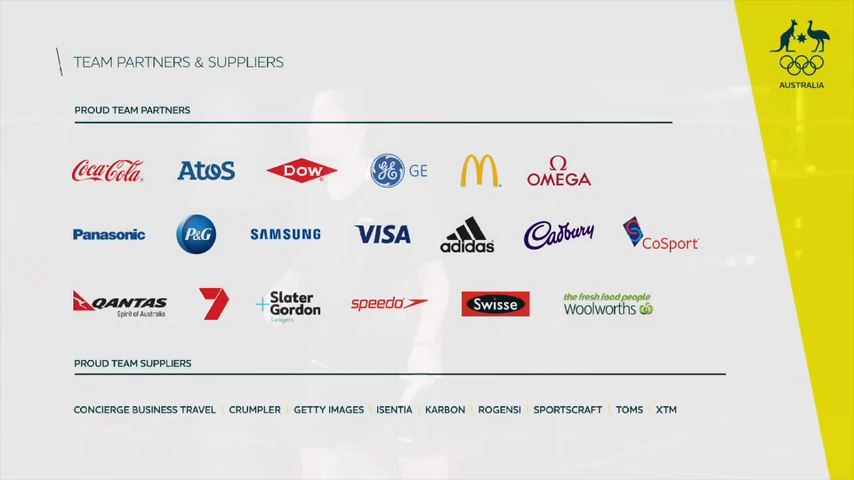 TEAM PARTNERS & SUPPLIERS
AUSTRALIA
PROUD TEAM PARTNERS
Coca-Cola AtoS Dow GE GE M OMEGA
Panasonic P&G SAMSUNG VISA adidas Cadbury CoSport
QANTAS Spirit of Australia 7 Slater Gordon Lawyers speedo Swisse the fresh food people Woolworths
PROUD TEAM SUPPLIERS
CONCIERGE BUSINESS TRAVEL | CRUMPLER | GETTY IMAGES | ISENTIA | KARBON | ROGENSI | SPORTSCRAFT | TOMS | XTM